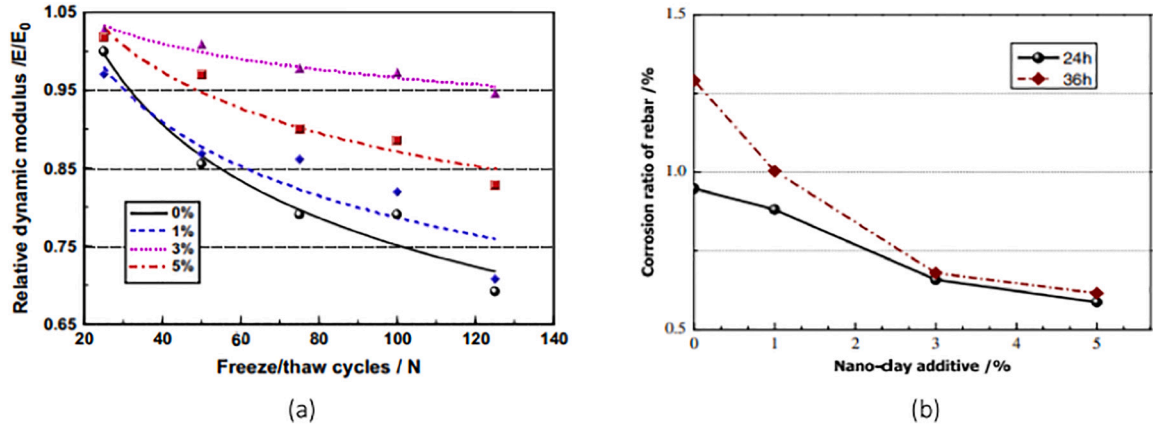 1.05
0.95
0.85
0.75
0.65
Relative dynamic modulus /E/E₀
0%
1%
3%
5%
20 40 60 80 100 120 140
Freeze/thaw cycles / N
(a)
1.5
1.0
0.5
Corrosion ratio of rebar /%
24h
36h
0 1 2 3 4 5
Nano-clay additive /%
(b)